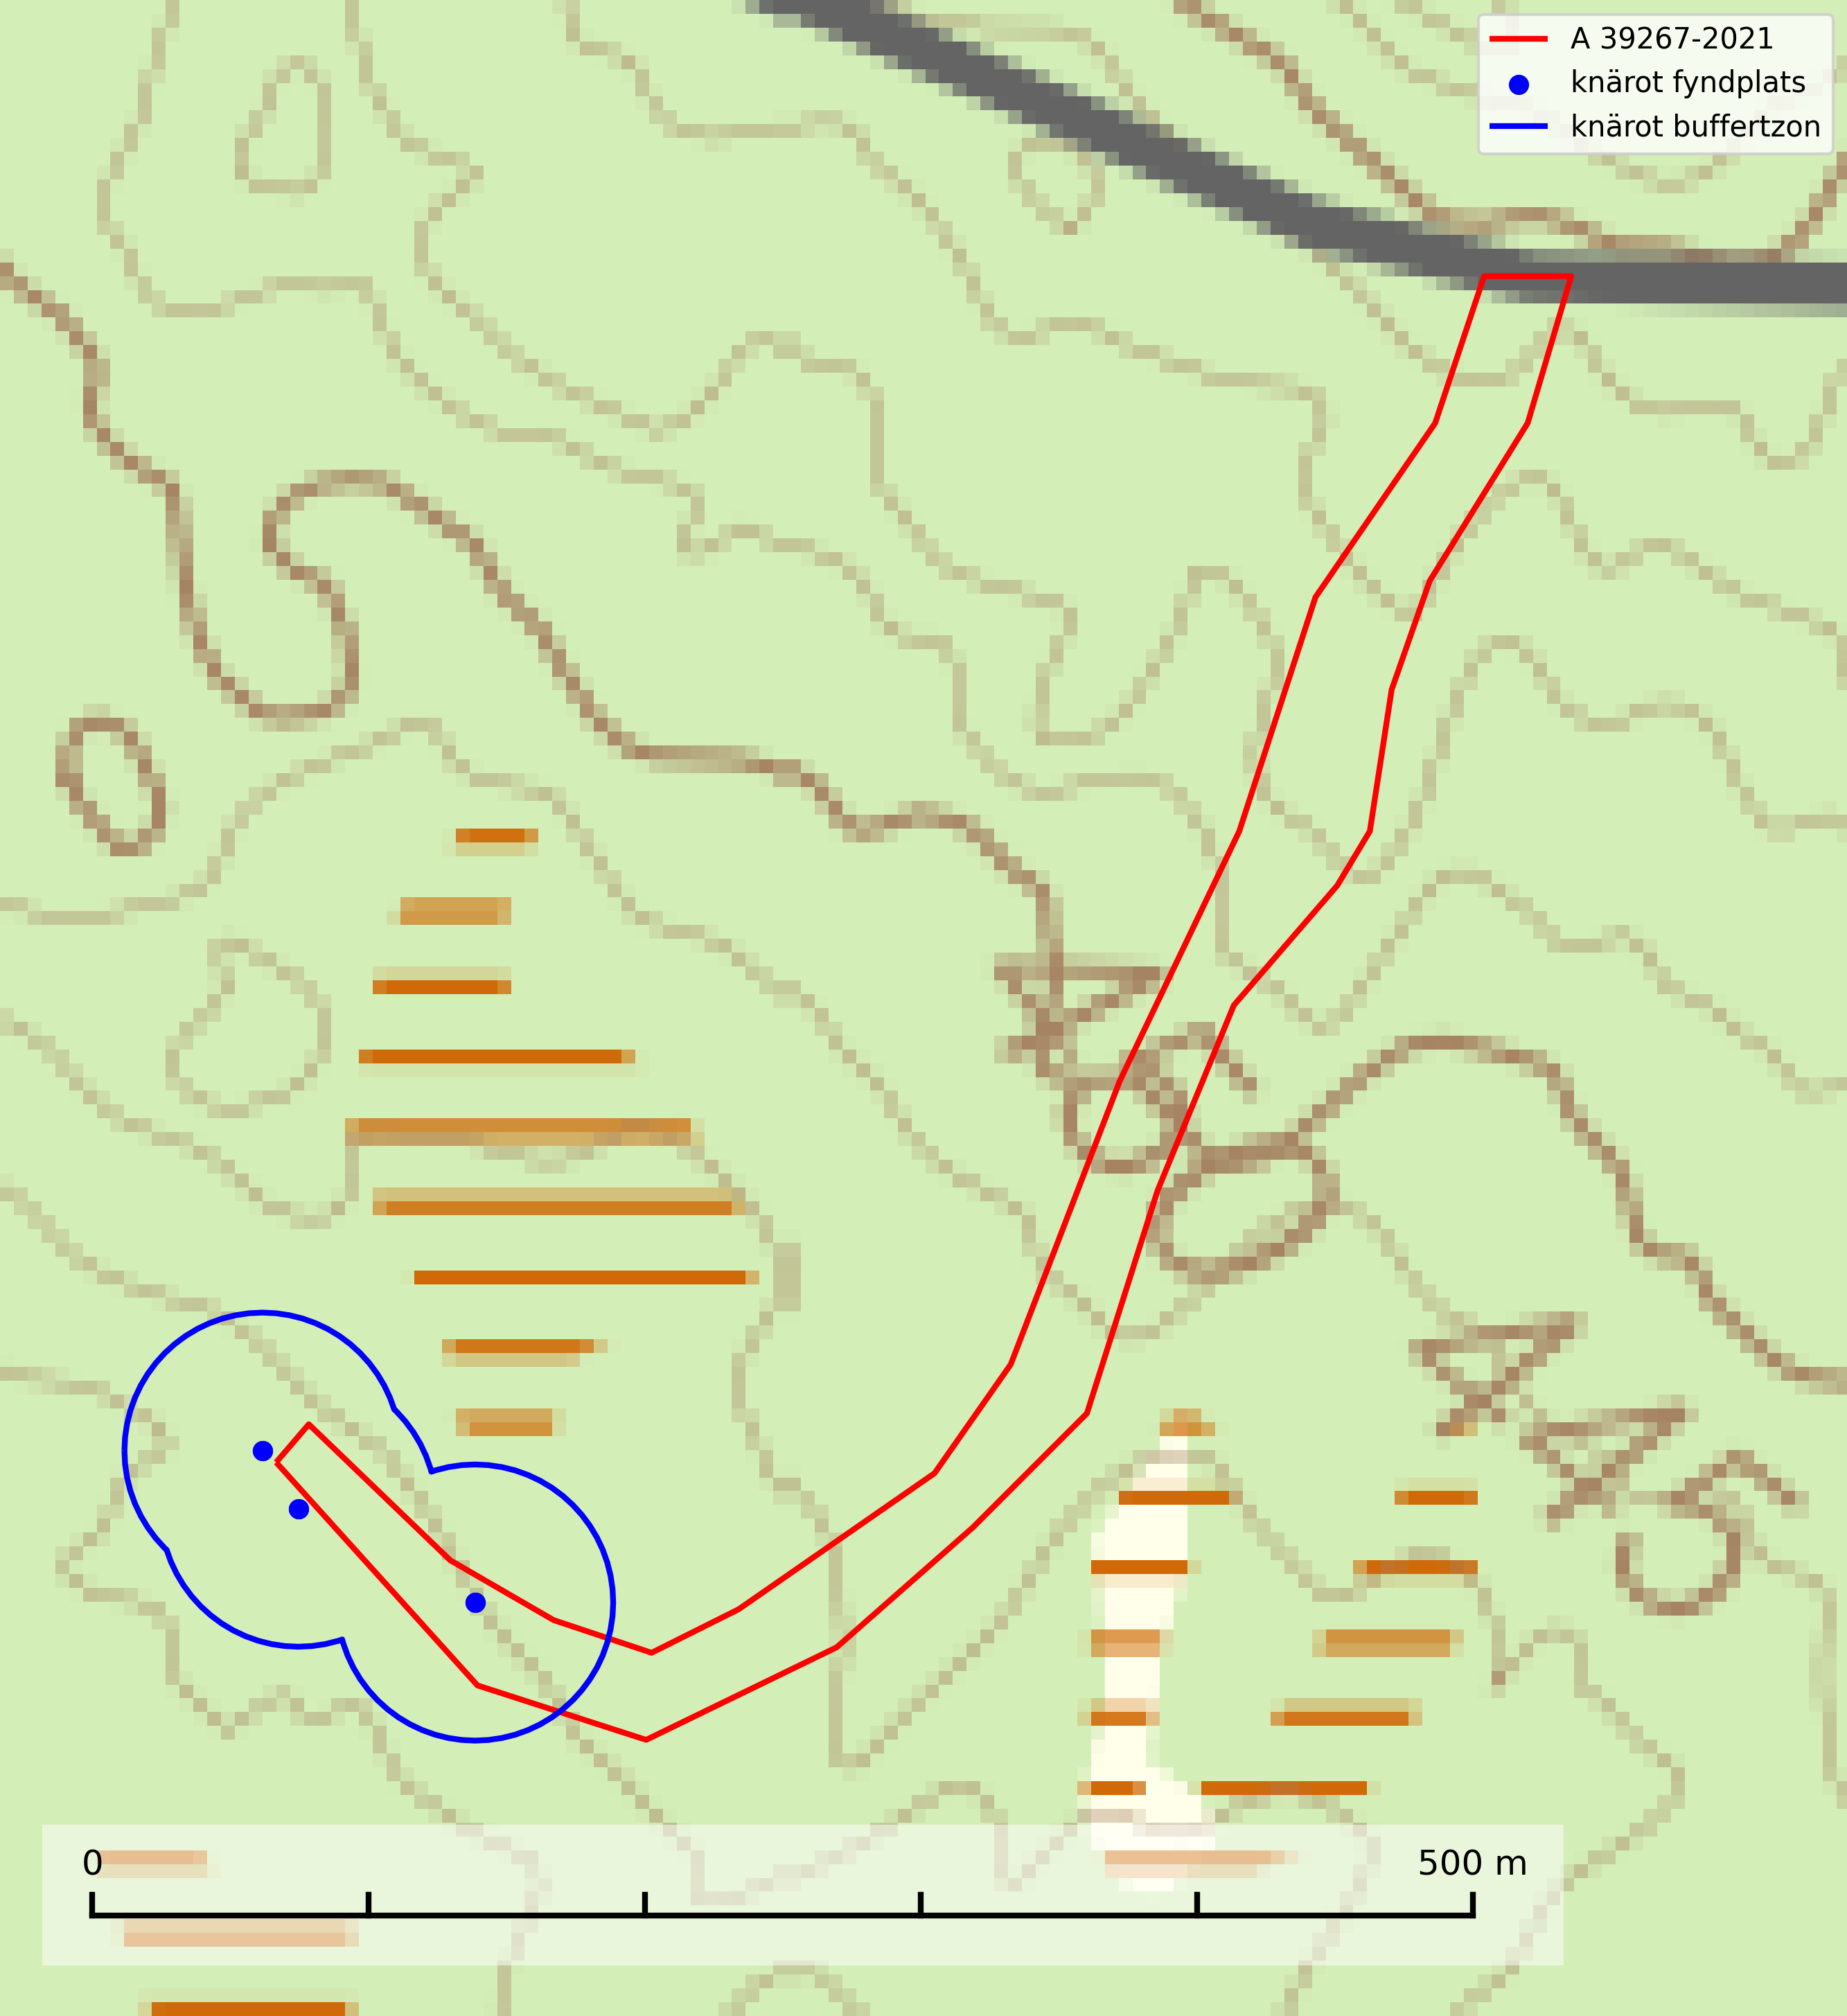 A 39267-2021
knärot fyndplats
knärot buffertzon
0
500 m